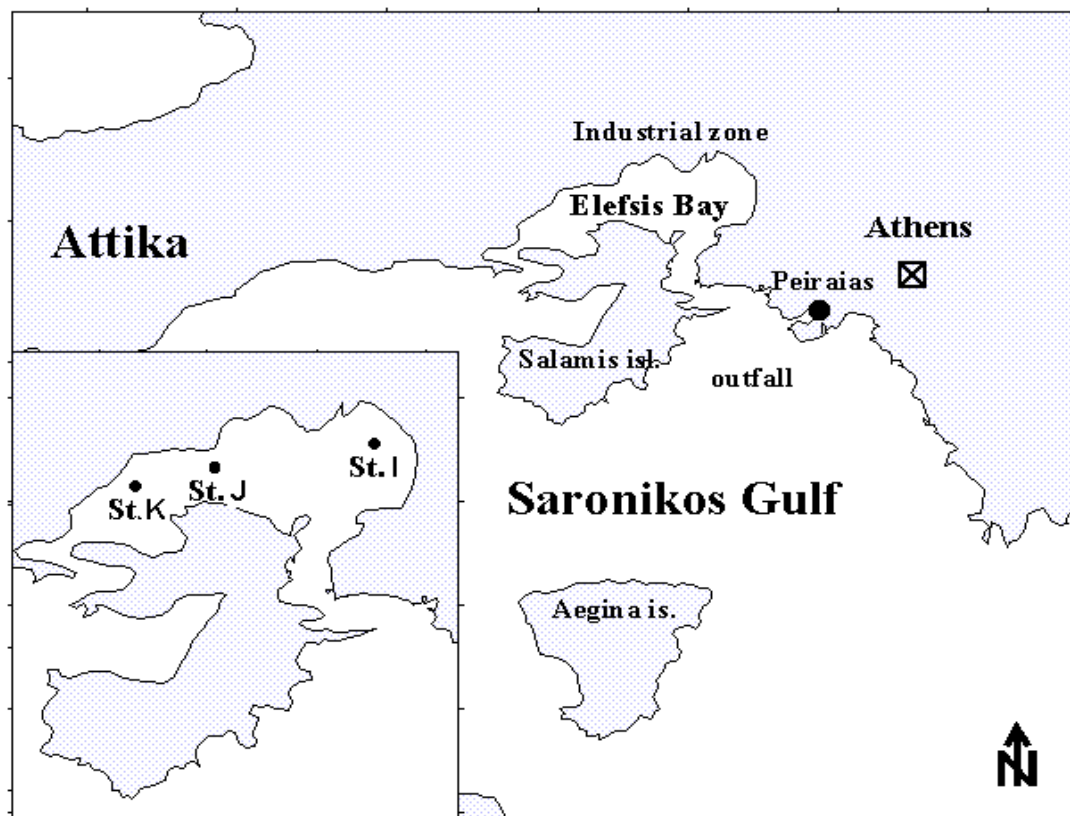 Industrial zone
Elefsis Bay
Attika
Athens
Peiraias
Salamis isl.
outfall
St. I
St. J
St. K
Saronikos Gulf
Aegina is.
N